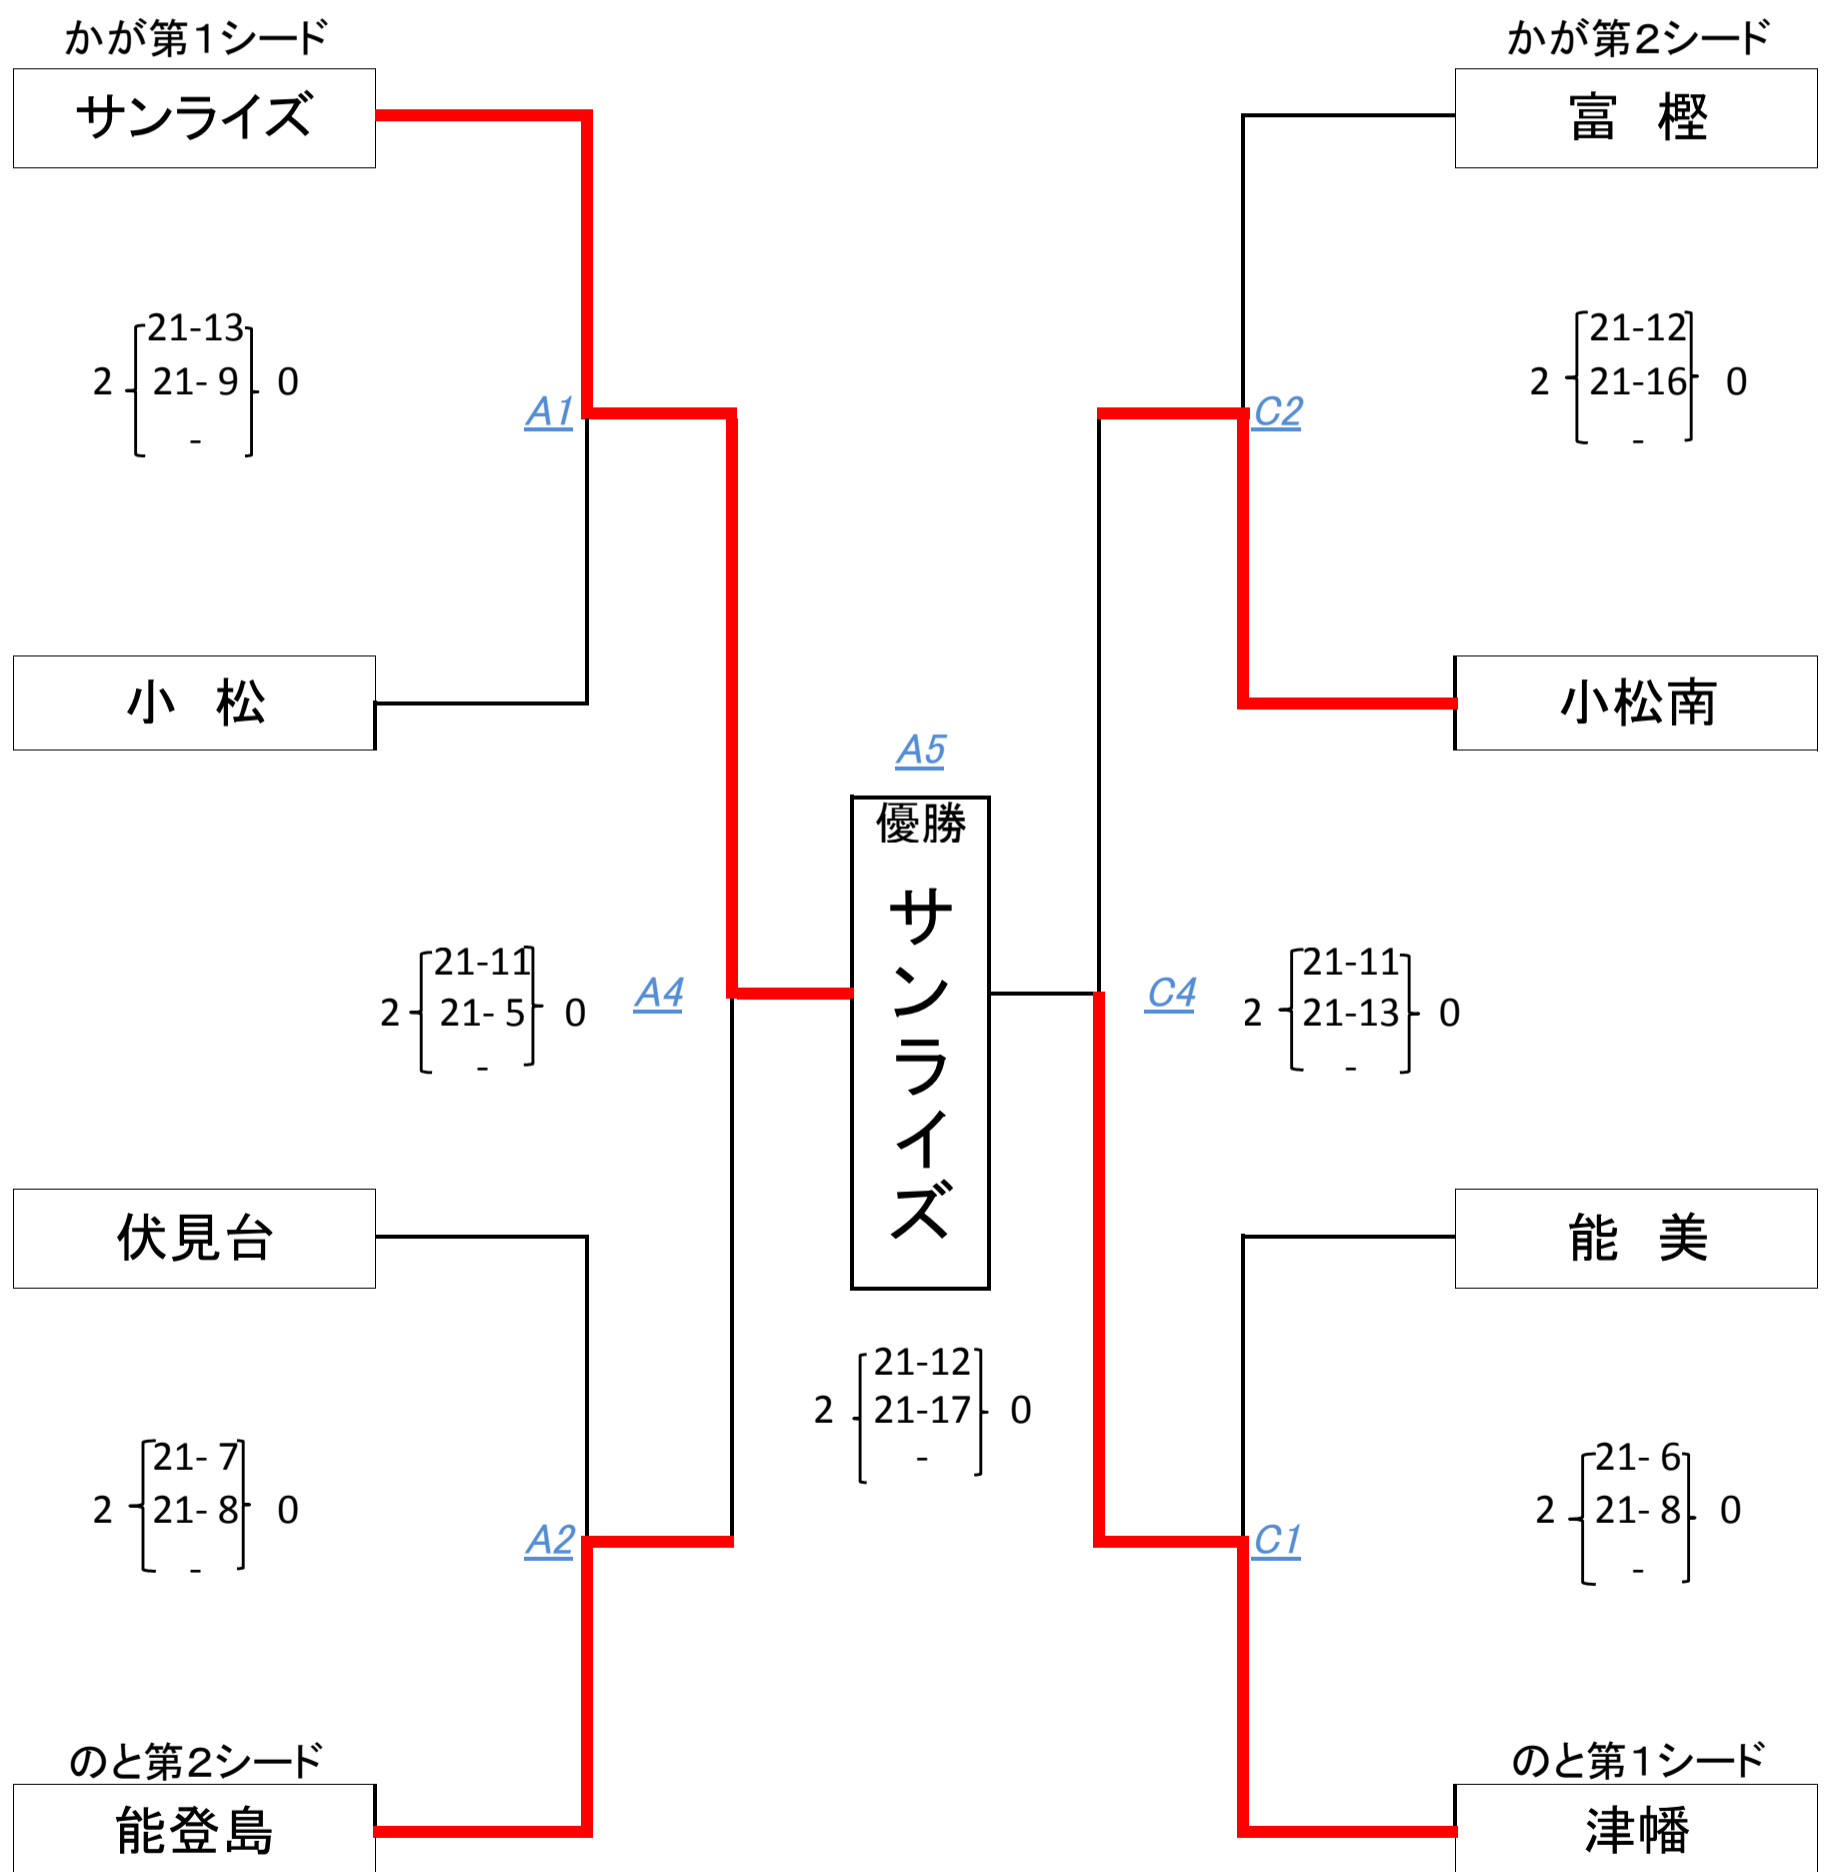 かが第1シード
かが第2シード
サンライズ
富　樫
21-13
2 21- 9 0
-
21-12
2 21-16 0
-
A1
C2
小　松
小松南
A5
優勝
サンライズ
21-11
2 21- 5 0
-
A4
C4
21-11
2 21-13 0
-
伏見台
能　美
21-12
2 21-17 0
-
21- 7
2 21- 8 0
-
A2
C1
21- 6
2 21- 8 0
-
のと第2シード
のと第1シード
能登島
津幡